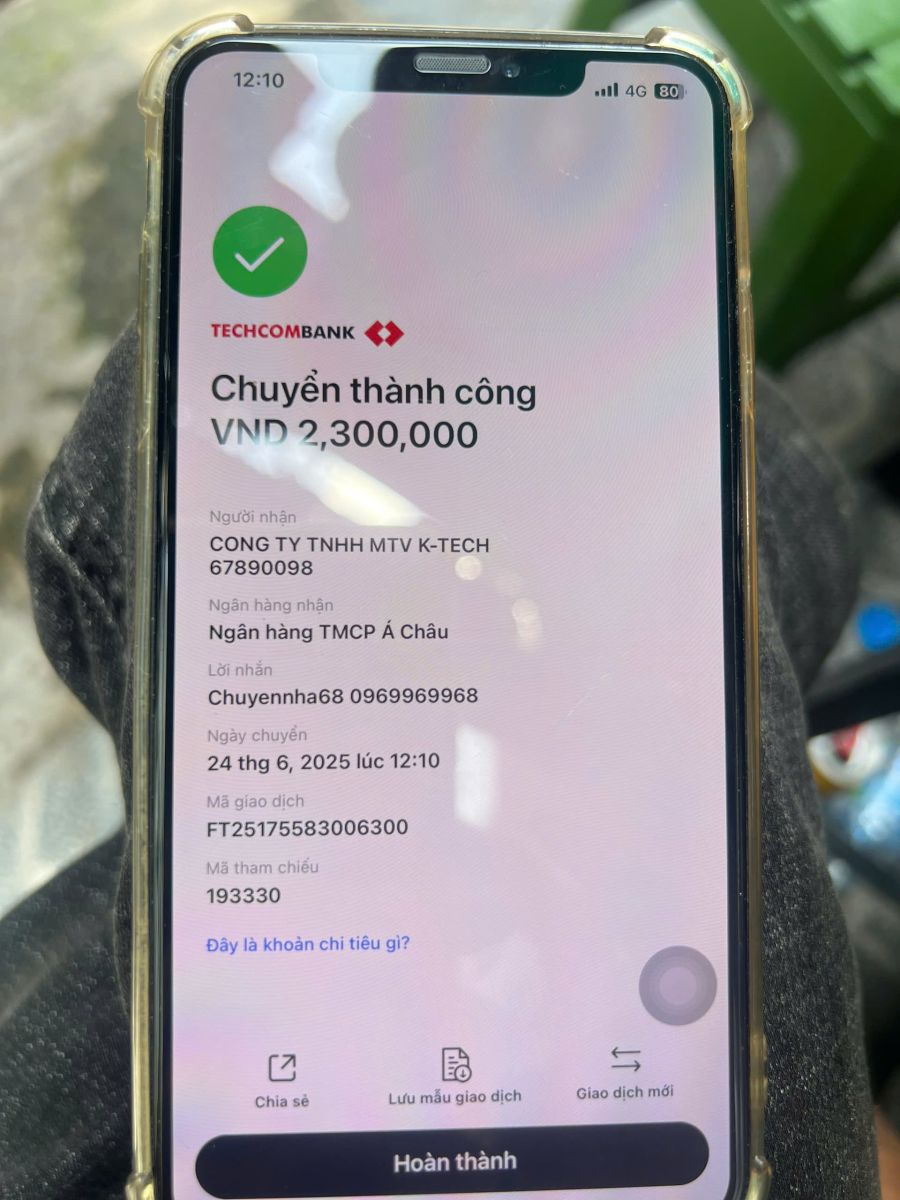 12:10
4G 80
TECHCOMBANK
Chuyển thành công
VND 2,300,000
Người nhận
CONG TY TNHH MTV K-TECH
67890098
Ngân hàng nhận
Ngân hàng TMCP Á Châu
Lời nhắn
Chuyennha68 0969969968
Ngày chuyển
24 thg 6, 2025 lúc 12:10
Mã giao dịch
FT25175583006300
Mã tham chiếu
193330
Đây là khoản chi tiêu gì?
Chia sẻ
Lưu mẫu giao dịch
Giao dịch mới
Hoàn thành